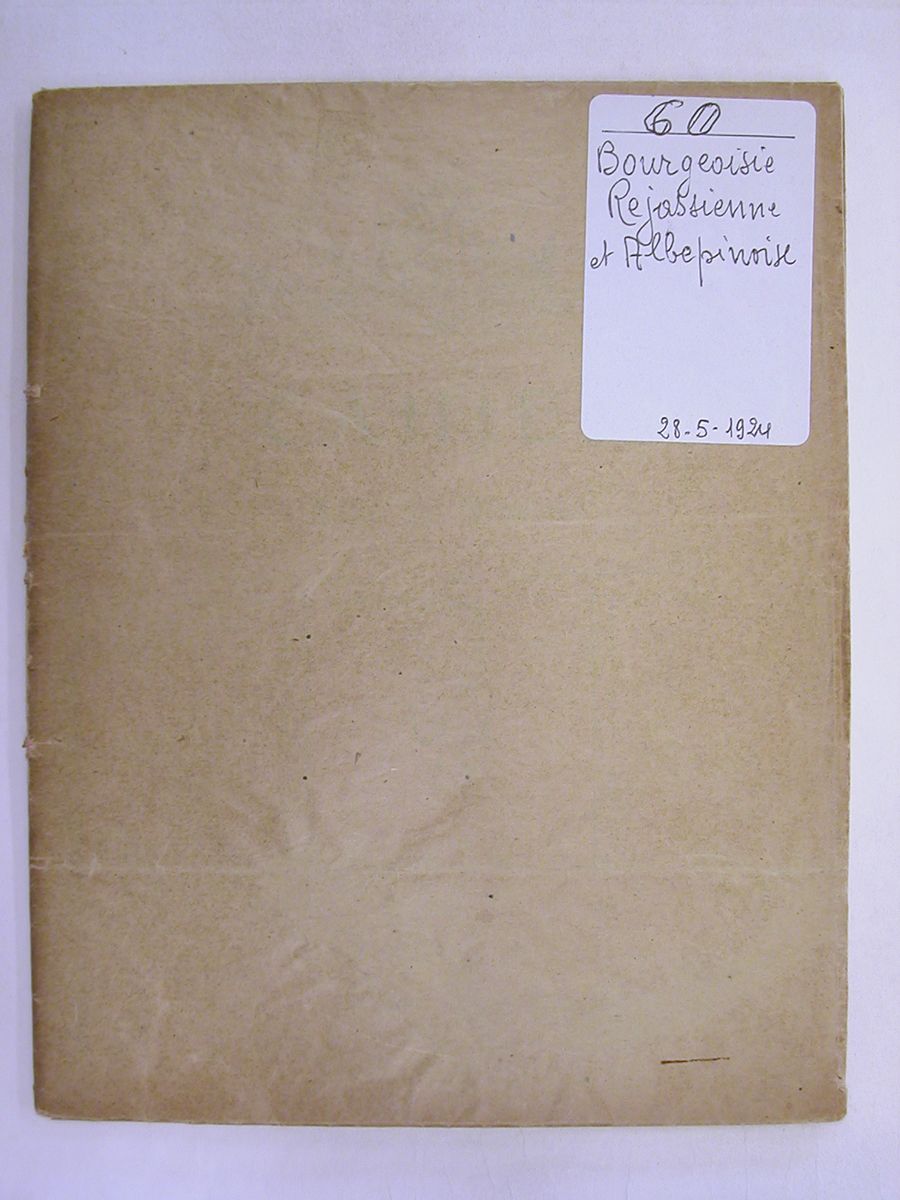 60
Bourgeoisie
Rejassienne
et Albepinoise
28-5-1924